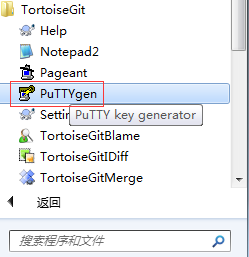 TortoiseGit
Help
Notepad2
Pageant
PuTTYgen
Settin
PuTTY key generator
TortoiseGitBlame
TortoiseGitIDiff
TortoiseGitMerge
返回
搜索程序和文件